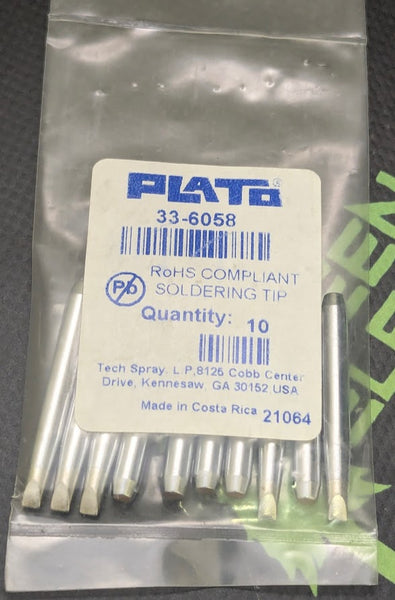 PLATO®
33-6058
Pb
RoHS COMPLIANT
SOLDERING TIP
Quantity: 10
Tech Spray, L.P,8125 Cobb Center
Drive, Kennesaw, GA 30152 USA
Made in Costa Rica 21064